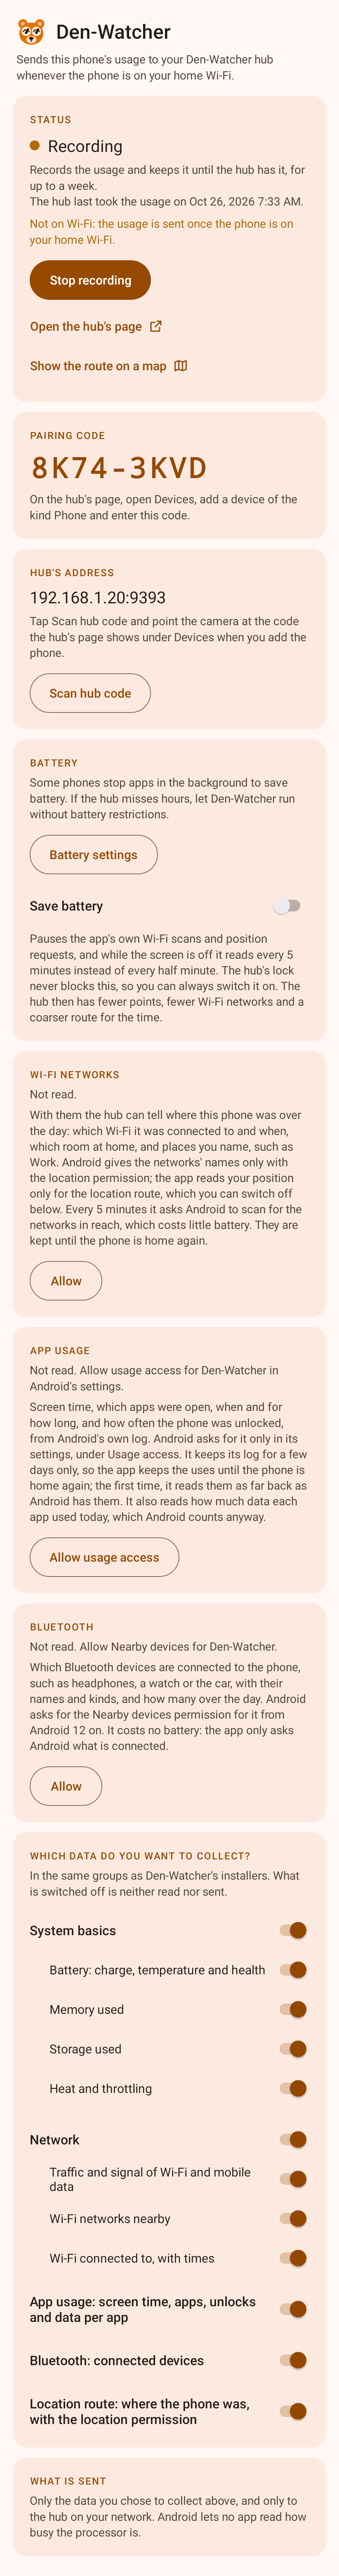 Den-Watcher
Sends this phone's usage to your Den-Watcher hub
whenever the phone is on your home Wi-Fi.
STATUS
Recording
Records the usage and keeps it until the hub has it, for
up to a week.
The hub last took the usage on Oct 26, 2026 7:33 AM.
Not on Wi-Fi: the usage is sent once the phone is on
your home Wi-Fi.
Stop recording
Open the hub's page
Show the route on a map
PAIRING CODE
8K74-3KVD
On the hub's page, open Devices, add a device of the
kind Phone and enter this code.
HUB'S ADDRESS
192.168.1.20:9393
Tap Scan hub code and point the camera at the code
the hub's page shows under Devices when you add the
phone.
Scan hub code
BATTERY
Some phones stop apps in the background to save
battery. If the hub misses hours, let Den-Watcher run
without battery restrictions.
Battery settings
Save battery
Pauses the app's own Wi-Fi scans and position
requests, and while the screen is off it reads every 5
minutes instead of every half minute. The hub's lock
never blocks this, so you can always switch it on. The
hub then has fewer points, fewer Wi-Fi networks and a
coarser route for the time.
WI-FI NETWORKS
Not read.
With them the hub can tell where this phone was over
the day: which Wi-Fi it was connected to and when,
which room at home, and places you name, such as
Work. Android gives the networks' names only with
the location permission; the app reads your position
only for the location route, which you can switch off
below. Every 5 minutes it asks Android to scan for the
networks in reach, which costs little battery. They are
kept until the phone is home again.
Allow
APP USAGE
Not read. Allow usage access for Den-Watcher in
Android's settings.
Screen time, which apps were open, when and for
how long, and how often the phone was unlocked,
from Android's own log. Android asks for it only in its
settings, under Usage access. It keeps its log for a few
days only, so the app keeps the uses until the phone is
home again; the first time, it reads them as far back as
Android has them. It also reads how much data each
app used today, which Android counts anyway.
Allow usage access
BLUETOOTH
Not read. Allow Nearby devices for Den-Watcher.
Which Bluetooth devices are connected to the phone,
such as headphones, a watch or the car, with their
names and kinds, and how many over the day. Android
asks for the Nearby devices permission for it from
Android 12 on. It costs no battery: the app only asks
Android what is connected.
Allow
WHICH DATA DO YOU WANT TO COLLECT?
In the same groups as Den-Watcher's installers. What
is switched off is neither read nor sent.
System basics
Battery: charge, temperature and health
Memory used
Storage used
Heat and throttling
Network
Traffic and signal of Wi-Fi and mobile
data
Wi-Fi networks nearby
Wi-Fi connected to, with times
App usage: screen time, apps, unlocks
and data per app
Bluetooth: connected devices
Location route: where the phone was,
with the location permission
WHAT IS SENT
Only the data you chose to collect above, and only to
the hub on your network. Android lets no app read how
busy the processor is.